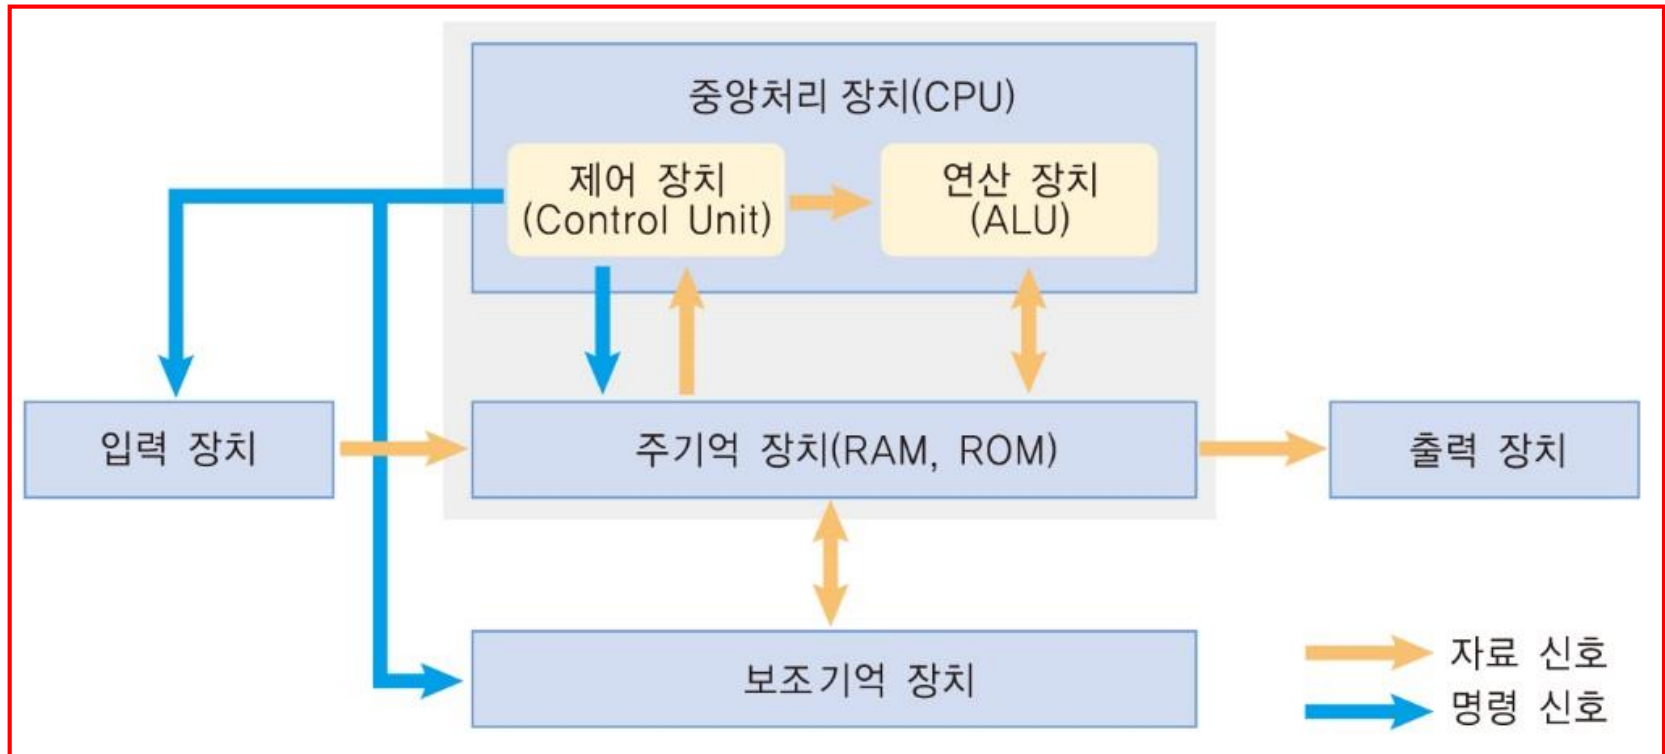 중앙처리 장치(CPU)
제어 장치
(Control Unit)
연산 장치
(ALU)
입력 장치
주기억 장치(RAM, ROM)
출력 장치
보조기억 장치
자료 신호
명령 신호